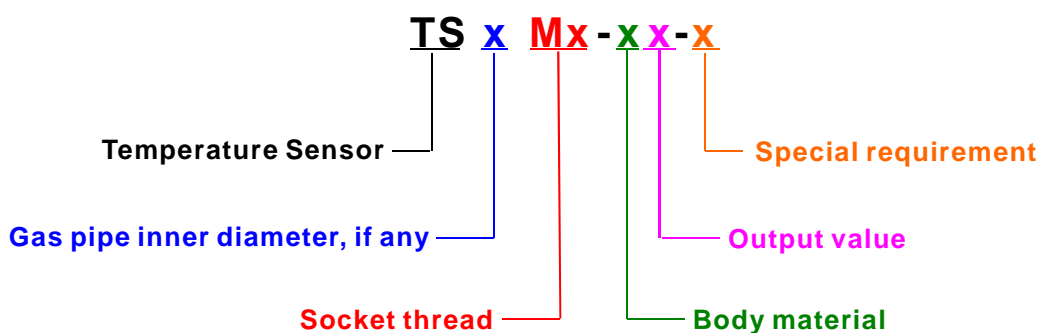 TS x Mx-xx-x
Temperature Sensor
Special requirement
Gas pipe inner diameter, if any
Output value
Socket thread
Body material